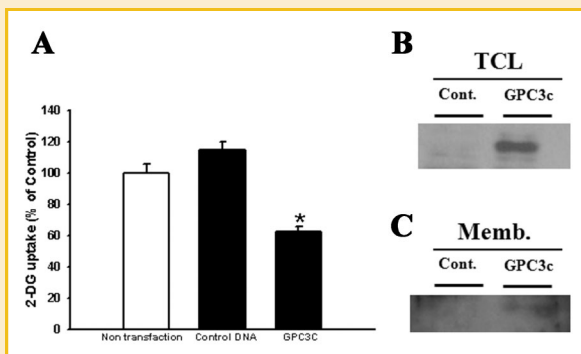 A
2-DG uptake (% of Control)
140
120
100
80
60
40
20
0
*
Non transfaction
Control DNA
GPC3C
B
TCL
Cont. GPC3c
C
Memb.
Cont. GPC3c